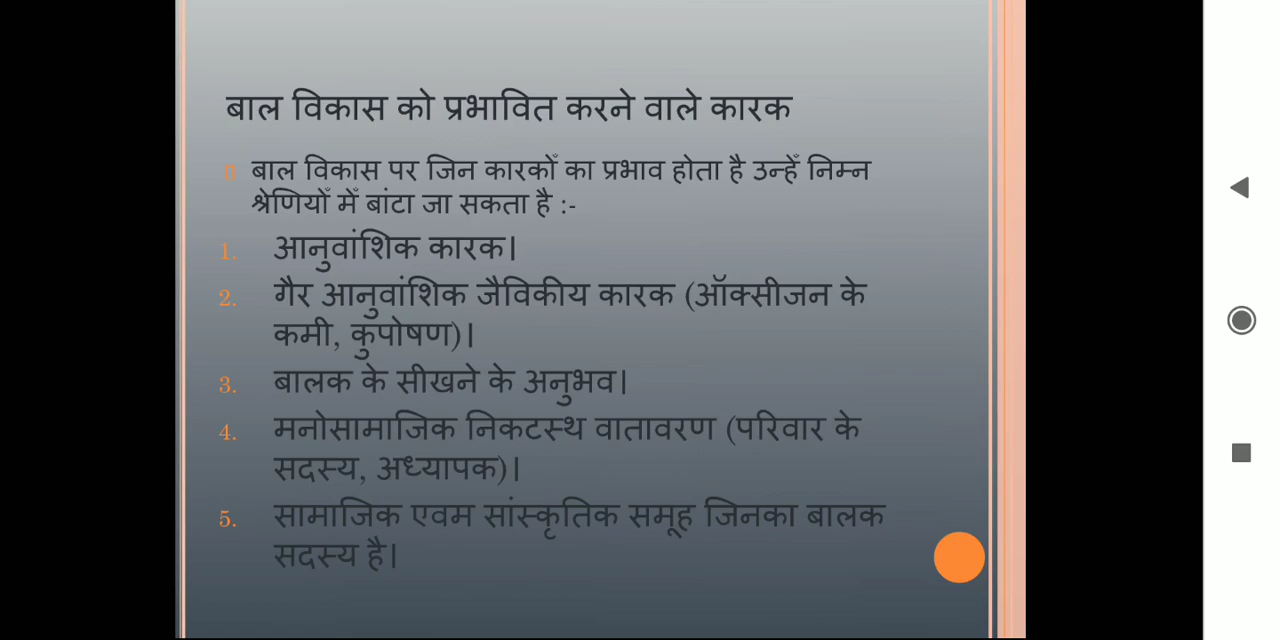 बाल विकास को प्रभावित करने वाले कारक
बाल विकास पर जिन कारकोँ का प्रभाव होता है उन्हेँ निम्न
श्रेणियोँ मेँ बांटा जा सकता है :-
1. आनुवांशिक कारक।
2. गैर आनुवांशिक जैविकीय कारक (ऑक्सीजन के
कमी, कुपोषण)।
3. बालक के सीखने के अनुभव।
4. मनोसामाजिक निकटस्थ वातावरण (परिवार के
सदस्य, अध्यापक)।
5. सामाजिक एवम सांस्कृतिक समूह जिनका बालक
सदस्य है।